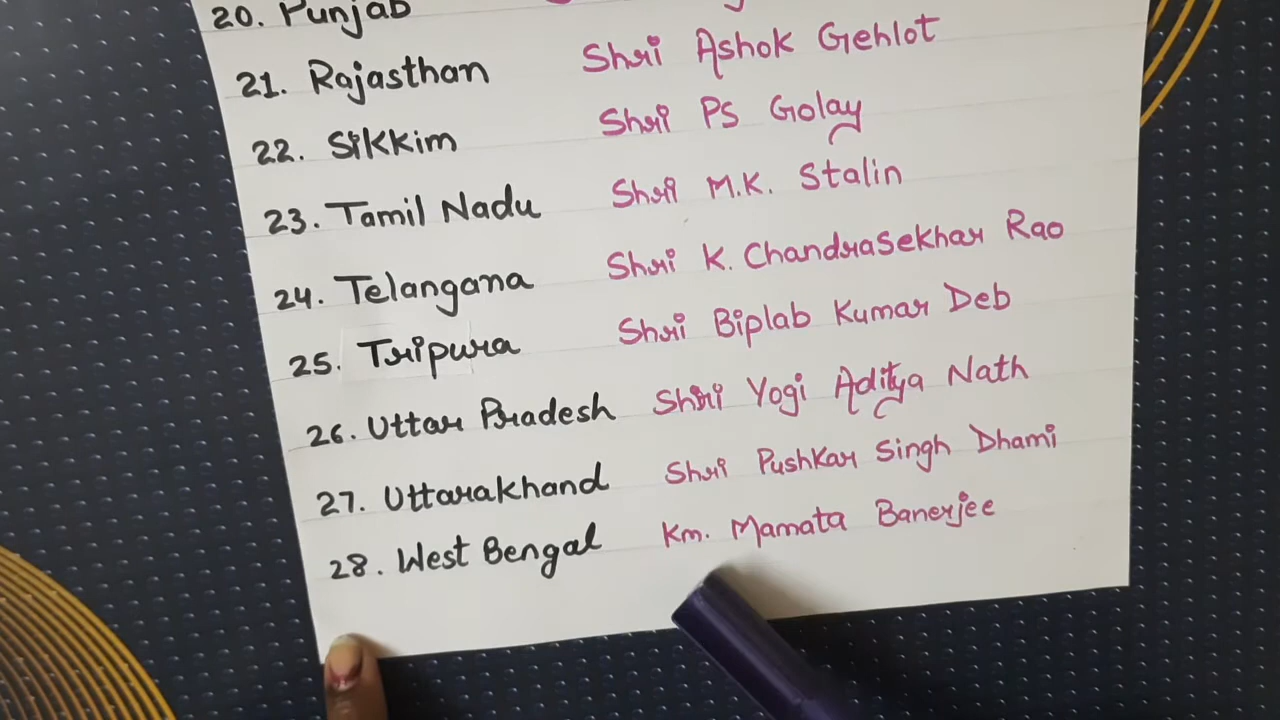 20. Punjab
21. Rajasthan Shri Ashok Gehlot
22. Sikkim Shri PS Golay
23. Tamil Nadu Shri M.K. Stalin
24. Telangana Shri K. Chandrasekhar Rao
25. Tripura Shri Biplab Kumar Deb
26. Uttar Pradesh Shri Yogi Aditya Nath
27. Uttarakhand Shri Pushkar Singh Dhami
28. West Bengal Km. Mamata Banerjee